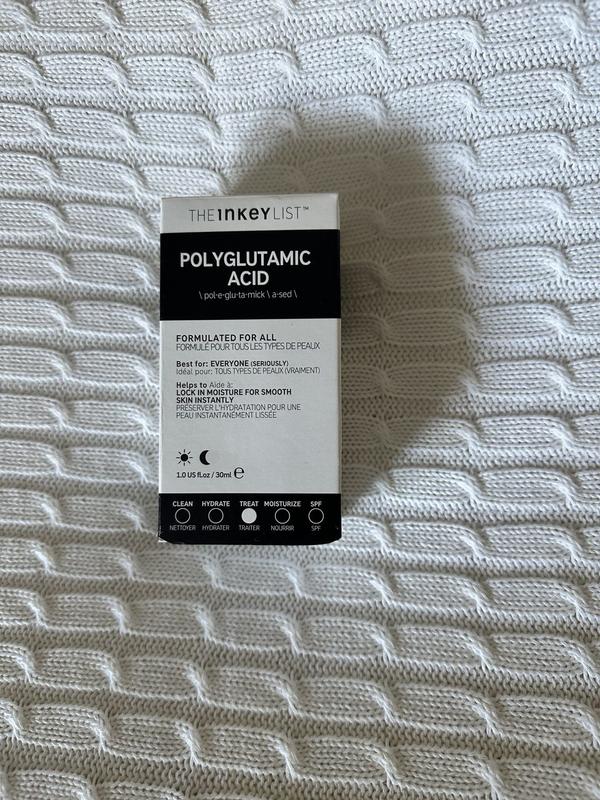 THE INKEY LIST™
POLYGLUTAMIC
ACID
\ pol·e·glu·ta·mick \ a·sed \
FORMULATED FOR ALL
FORMULÉ POUR TOUS LES TYPES DE PEAUX
Best for: EVERYONE (SERIOUSLY)
Idéal pour: TOUS TYPES DE PEAUX (VRAIMENT)
Helps to Aide à:
LOCK IN MOISTURE FOR SMOOTH
SKIN INSTANTLY
PRÉSERVER L'HYDRATATION POUR UNE
PEAU INSTANTANÉMENT LISSÉE
1.0 US fl.oz / 30ml ℮
CLEAN HYDRATE TREAT MOISTURIZE SPF
NETTOYER HYDRATER TRAITER NOURRIR SPF